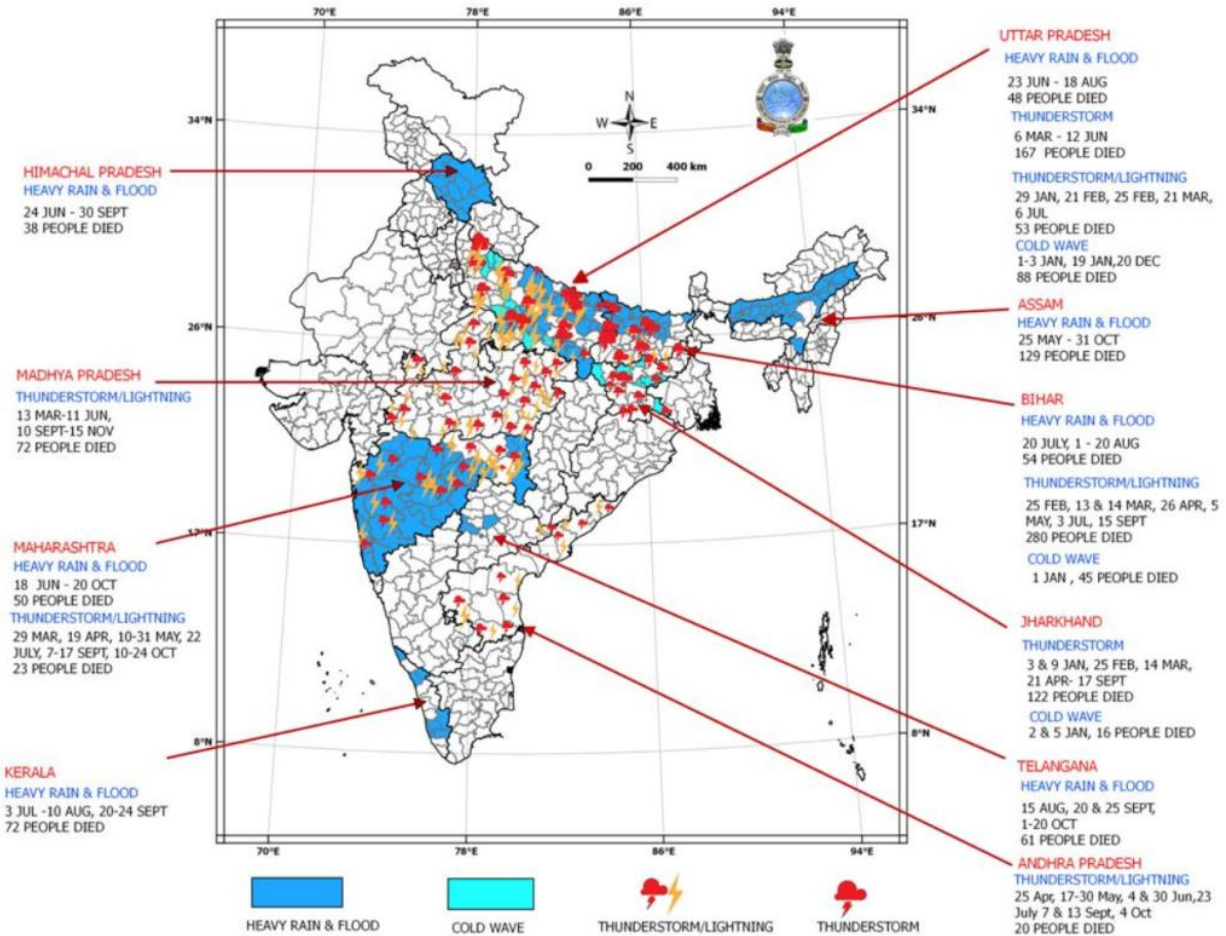 70°E 78°E 86°E 94°E
34°N
26°N
17°N
8°N
34°N
26°N
17°N
8°N
70°E 78°E 86°E 94°E
N
W E
S
0 200 400 km
HIMACHAL PRADESH
HEAVY RAIN & FLOOD
24 JUN - 30 SEPT
38 PEOPLE DIED
MADHYA PRADESH
THUNDERSTORM/LIGHTNING
13 MAR-11 JUN,
10 SEPT-15 NOV
72 PEOPLE DIED
MAHARASHTRA
HEAVY RAIN & FLOOD
18 JUN - 20 OCT
50 PEOPLE DIED
THUNDERSTORM/LIGHTNING
29 MAR, 19 APR, 10-31 MAY, 22
JULY, 7-17 SEPT, 10-24 OCT
23 PEOPLE DIED
KERALA
HEAVY RAIN & FLOOD
3 JUL -10 AUG, 20-24 SEPT
72 PEOPLE DIED
UTTAR PRADESH
HEAVY RAIN & FLOOD
23 JUN - 18 AUG
48 PEOPLE DIED
THUNDERSTORM
6 MAR - 12 JUN
167 PEOPLE DIED
THUNDERSTORM/LIGHTNING
29 JAN, 21 FEB, 25 FEB, 21 MAR,
6 JUL
53 PEOPLE DIED
COLD WAVE
1-3 JAN, 19 JAN,20 DEC
88 PEOPLE DIED
ASSAM
HEAVY RAIN & FLOOD
25 MAY - 31 OCT
129 PEOPLE DIED
BIHAR
HEAVY RAIN & FLOOD
20 JULY, 1 - 20 AUG
54 PEOPLE DIED
THUNDERSTORM/LIGHTNING
25 FEB, 13 & 14 MAR, 26 APR, 5
MAY, 3 JUL, 15 SEPT
280 PEOPLE DIED
COLD WAVE
1 JAN , 45 PEOPLE DIED
JHARKHAND
THUNDERSTORM
3 & 9 JAN, 25 FEB, 14 MAR,
21 APR- 17 SEPT
122 PEOPLE DIED
COLD WAVE
2 & 5 JAN, 16 PEOPLE DIED
TELANGANA
HEAVY RAIN & FLOOD
15 AUG, 20 & 25 SEPT,
1-20 OCT
61 PEOPLE DIED
ANDHRA PRADESH
THUNDERSTORM/LIGHTNING
25 Apr, 17-30 May, 4 & 30 Jun,23
July 7 & 13 Sept, 4 Oct
20 PEOPLE DIED
HEAVY RAIN & FLOOD
COLD WAVE
THUNDERSTORM/LIGHTNING
THUNDERSTORM